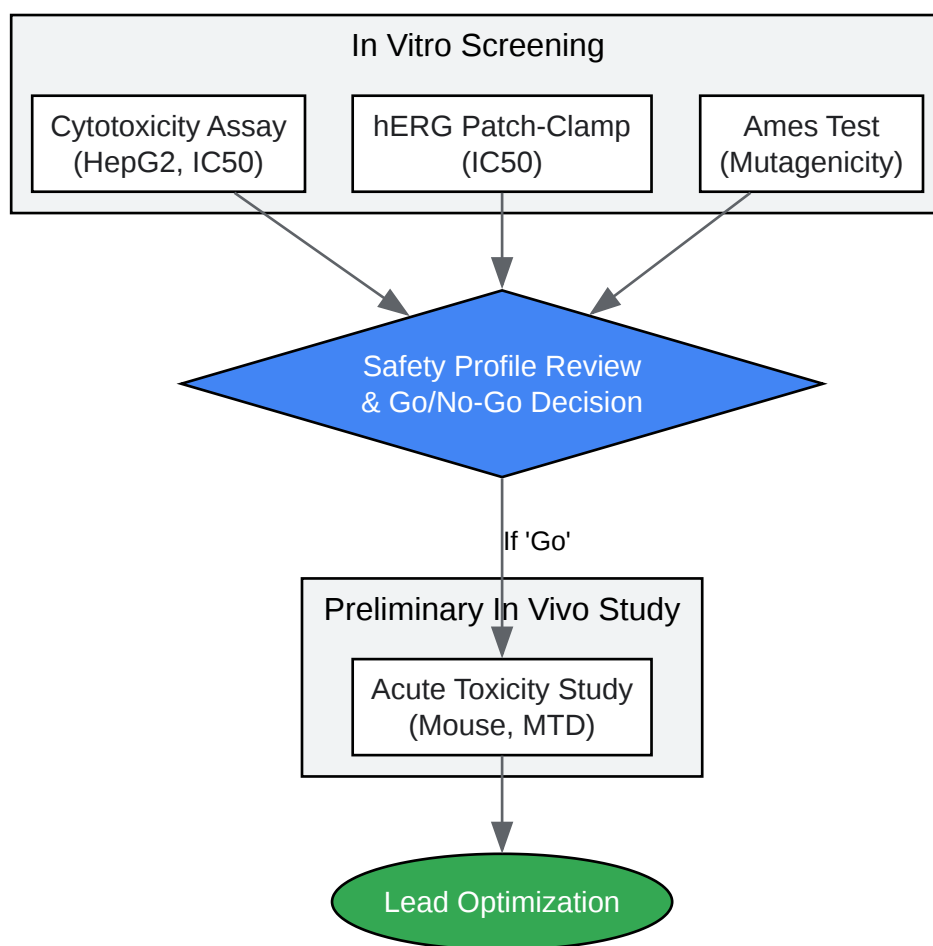 In Vitro Screening
Cytotoxicity Assay
(HepG2, IC50)
hERG Patch-Clamp
(IC50)
Ames Test
(Mutagenicity)
Safety Profile Review
& Go/No-Go Decision
If 'Go'
Preliminary In Vivo Study
Acute Toxicity Study
(Mouse, MTD)
Lead Optimization